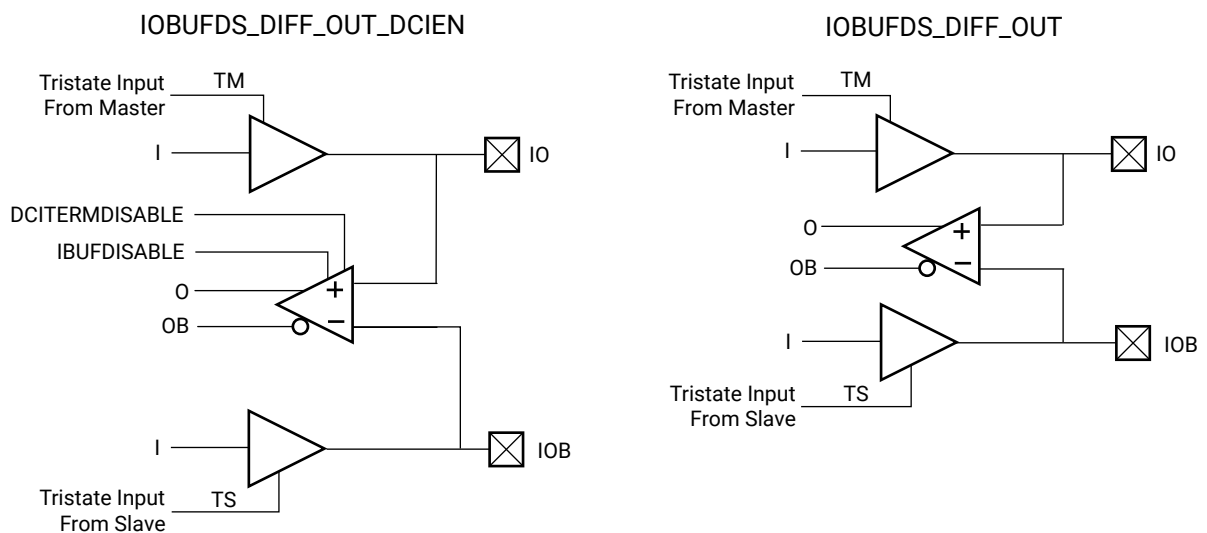 IOBUFDS_DIFF_OUT_DCIEN
Tristate Input
From Master
TM
I
IO
DCITERMDISABLE
IBUFDISABLE
O
OB
+
−
I
IOB
Tristate Input
From Slave
TS
IOBUFDS_DIFF_OUT
Tristate Input
From Master
TM
I
IO
O
OB
+
−
I
IOB
Tristate Input
From Slave
TS